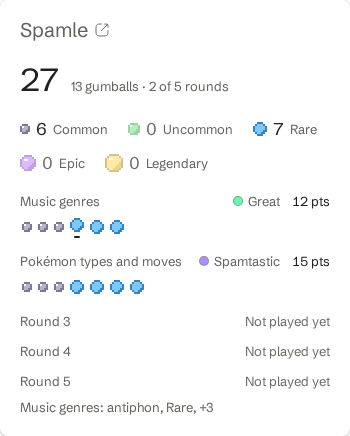 Spamle
27 13 gumballs · 2 of 5 rounds
6 Common 0 Uncommon 7 Rare
0 Epic 0 Legendary
Music genres Great 12 pts
Pokémon types and moves Spamtastic 15 pts
Round 3 Not played yet
Round 4 Not played yet
Round 5 Not played yet
Music genres: antiphon, Rare, +3